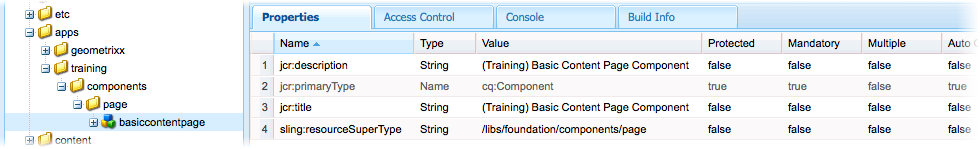 etc
apps
geometrixx
training
components
page
basiccontentpage
content
Properties Access Control Console Build Info
Name Type Value Protected Mandatory Multiple Auto
1 jcr:description String (Training) Basic Content Page Component false false false false
2 jcr:primaryType Name cq:Component true true false true
3 jcr:title String (Training) Basic Content Page Component false false false false
4 sling:resourceSuperType String /libs/foundation/components/page false false false false